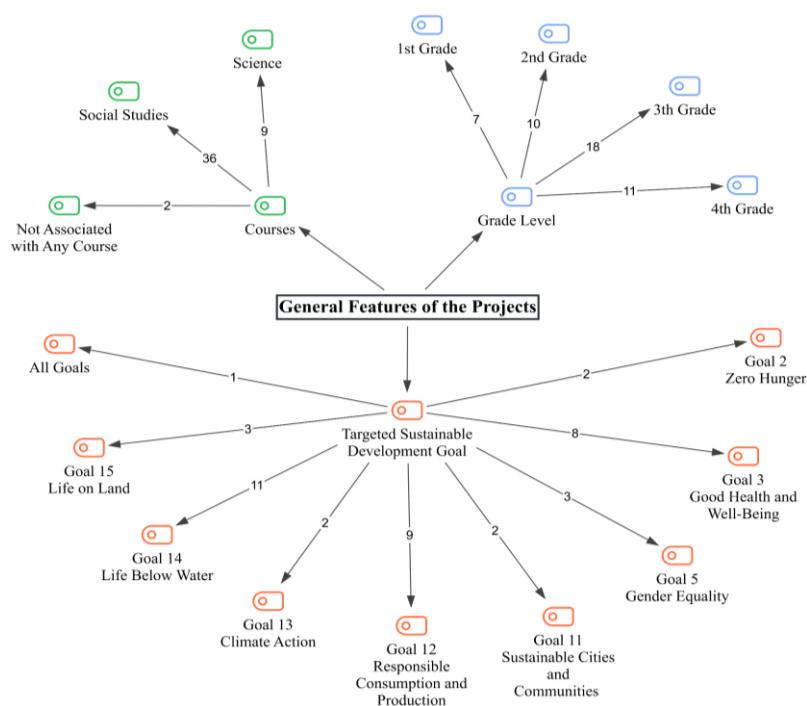 1st Grade
2nd Grade
Science
3th Grade
Social Studies
7
10
9
18
36
11
2
4th Grade
Not Associated
with Any Course
Courses
Grade Level
General Features of the Projects
All Goals
Goal 2
Zero Hunger
1
2
Targeted Sustainable
Development Goal
3
8
Goal 15
Life on Land
Goal 3
Good Health and
Well-Being
11
2
9
2
3
Goal 14
Life Below Water
Goal 5
Gender Equality
Goal 13
Climate Action
Goal 12
Responsible
Consumption and
Production
Goal 11
Sustainable Cities
and
Communities